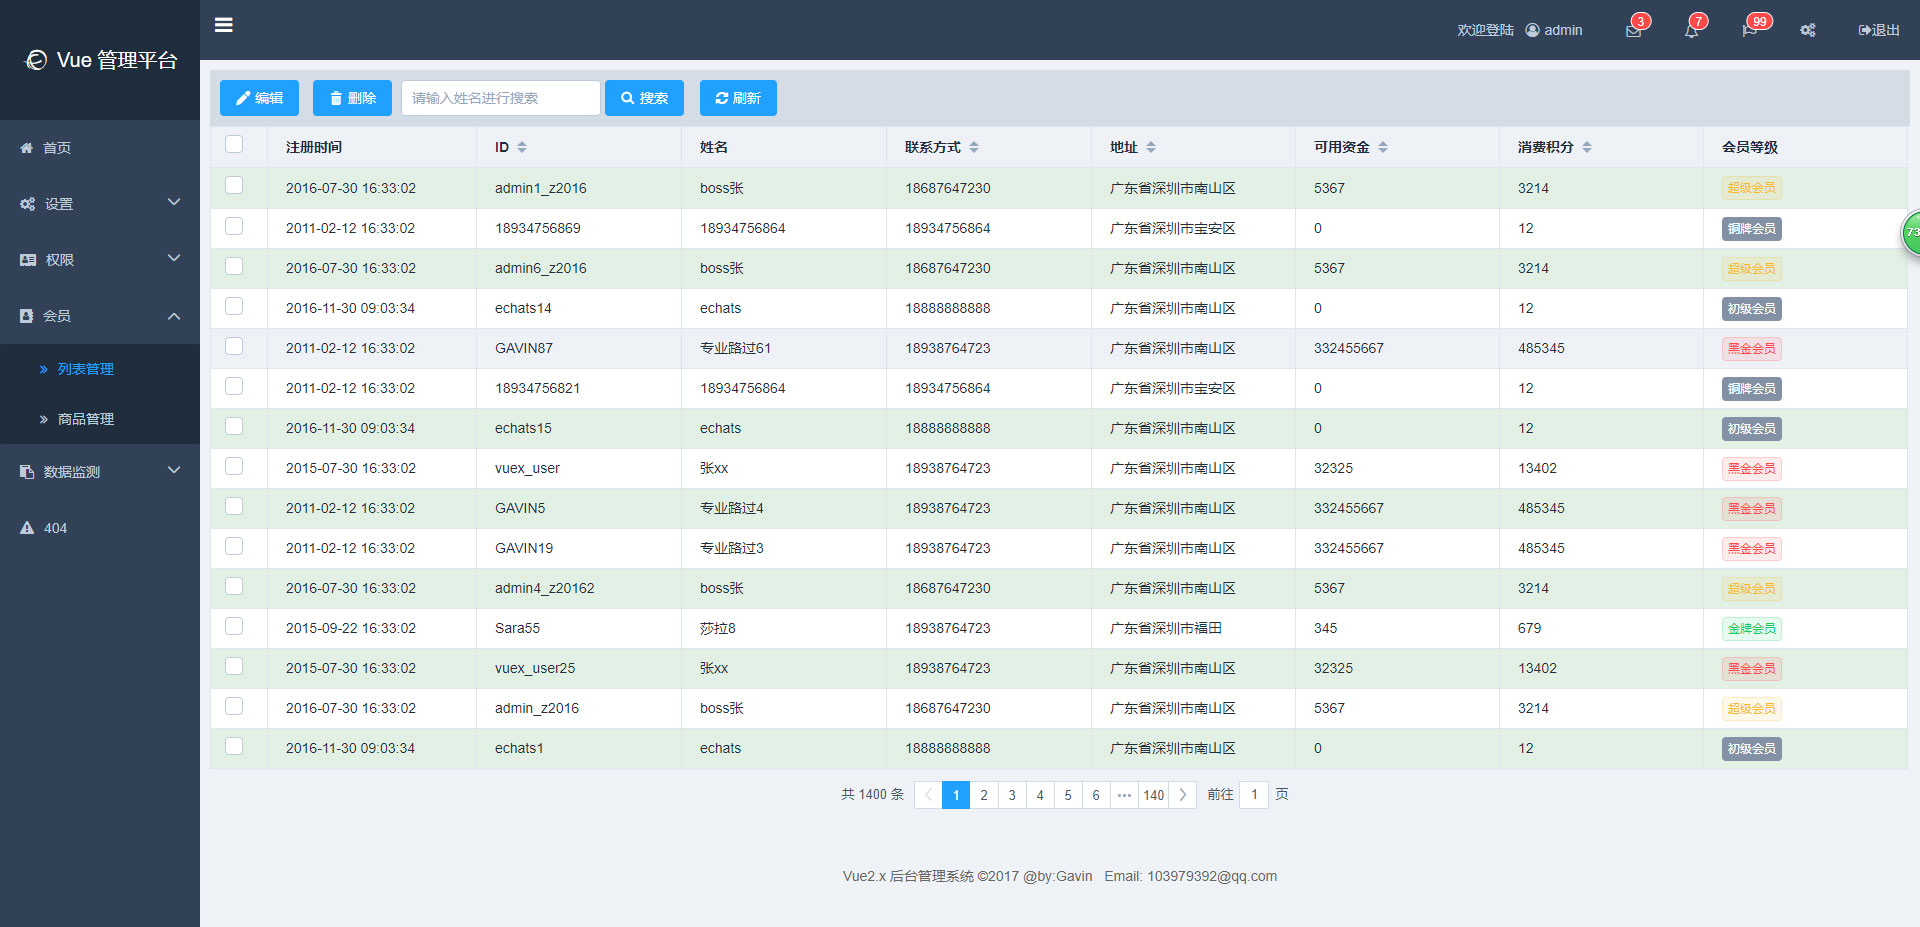 Vue 管理平台
欢迎登陆 admin 3 7 99 退出
首页
设置
权限
会员
列表管理
商品管理
数据监测
404
编辑 删除 请输入姓名进行搜索 搜索 刷新
注册时间 ID 姓名 联系方式 地址 可用资金 消费积分 会员等级
2016-07-30 16:33:02 admin1_z2016 boss张 18687647230 广东省深圳市南山区 5367 3214 超级会员
2011-02-12 16:33:02 18934756869 18934756864 18934756864 广东省深圳市宝安区 0 12 铜牌会员
2016-07-30 16:33:02 admin6_z2016 boss张 18687647230 广东省深圳市南山区 5367 3214 超级会员
2016-11-30 09:03:34 echats14 echats 18888888888 广东省深圳市南山区 0 12 初级会员
2011-02-12 16:33:02 GAVIN87 专业路过61 18938764723 广东省深圳市南山区 332455667 485345 黑金会员
2011-02-12 16:33:02 18934756821 18934756864 18934756864 广东省深圳市宝安区 0 12 铜牌会员
2016-11-30 09:03:34 echats15 echats 18888888888 广东省深圳市南山区 0 12 初级会员
2015-07-30 16:33:02 vuex_user 张xx 18938764723 广东省深圳市南山区 32325 13402 黑金会员
2011-02-12 16:33:02 GAVIN5 专业路过4 18938764723 广东省深圳市南山区 332455667 485345 黑金会员
2011-02-12 16:33:02 GAVIN19 专业路过3 18938764723 广东省深圳市南山区 332455667 485345 黑金会员
2016-07-30 16:33:02 admin4_z20162 boss张 18687647230 广东省深圳市南山区 5367 3214 超级会员
2015-09-22 16:33:02 Sara55 莎拉8 18938764723 广东省深圳市福田 345 679 金牌会员
2015-07-30 16:33:02 vuex_user25 张xx 18938764723 广东省深圳市南山区 32325 13402 黑金会员
2016-07-30 16:33:02 admin_z2016 boss张 18687647230 广东省深圳市南山区 5367 3214 超级会员
2016-11-30 09:03:34 echats1 echats 18888888888 广东省深圳市南山区 0 12 初级会员
73
共 1400 条 1 2 3 4 5 6 ••• 140 前往 1 页
Vue2.x 后台管理系统 ©2017 @by:Gavin Email: 103979392@qq.com